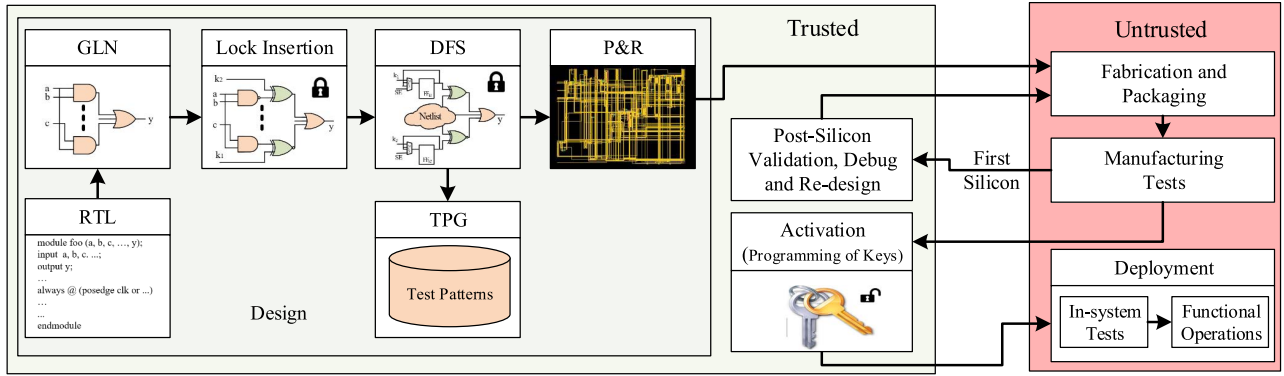 GLN
a
b
c
y
Lock Insertion
k2
a
b
c
k1
y
DFS
SE
Netlist
y
SE
P&R
RTL
module foo (a, b, c, …, y);
input a, b, c. ...;
output y;
…
always @ (posedge clk or ...)
…
...
endmodule
TPG
Test Patterns
Design
Trusted
Post-Silicon
Validation, Debug
and Re-design
First
Silicon
Activation
(Programming of Keys)
Untrusted
Fabrication and
Packaging
Manufacturing
Tests
Deployment
In-system
Tests
Functional
Operations